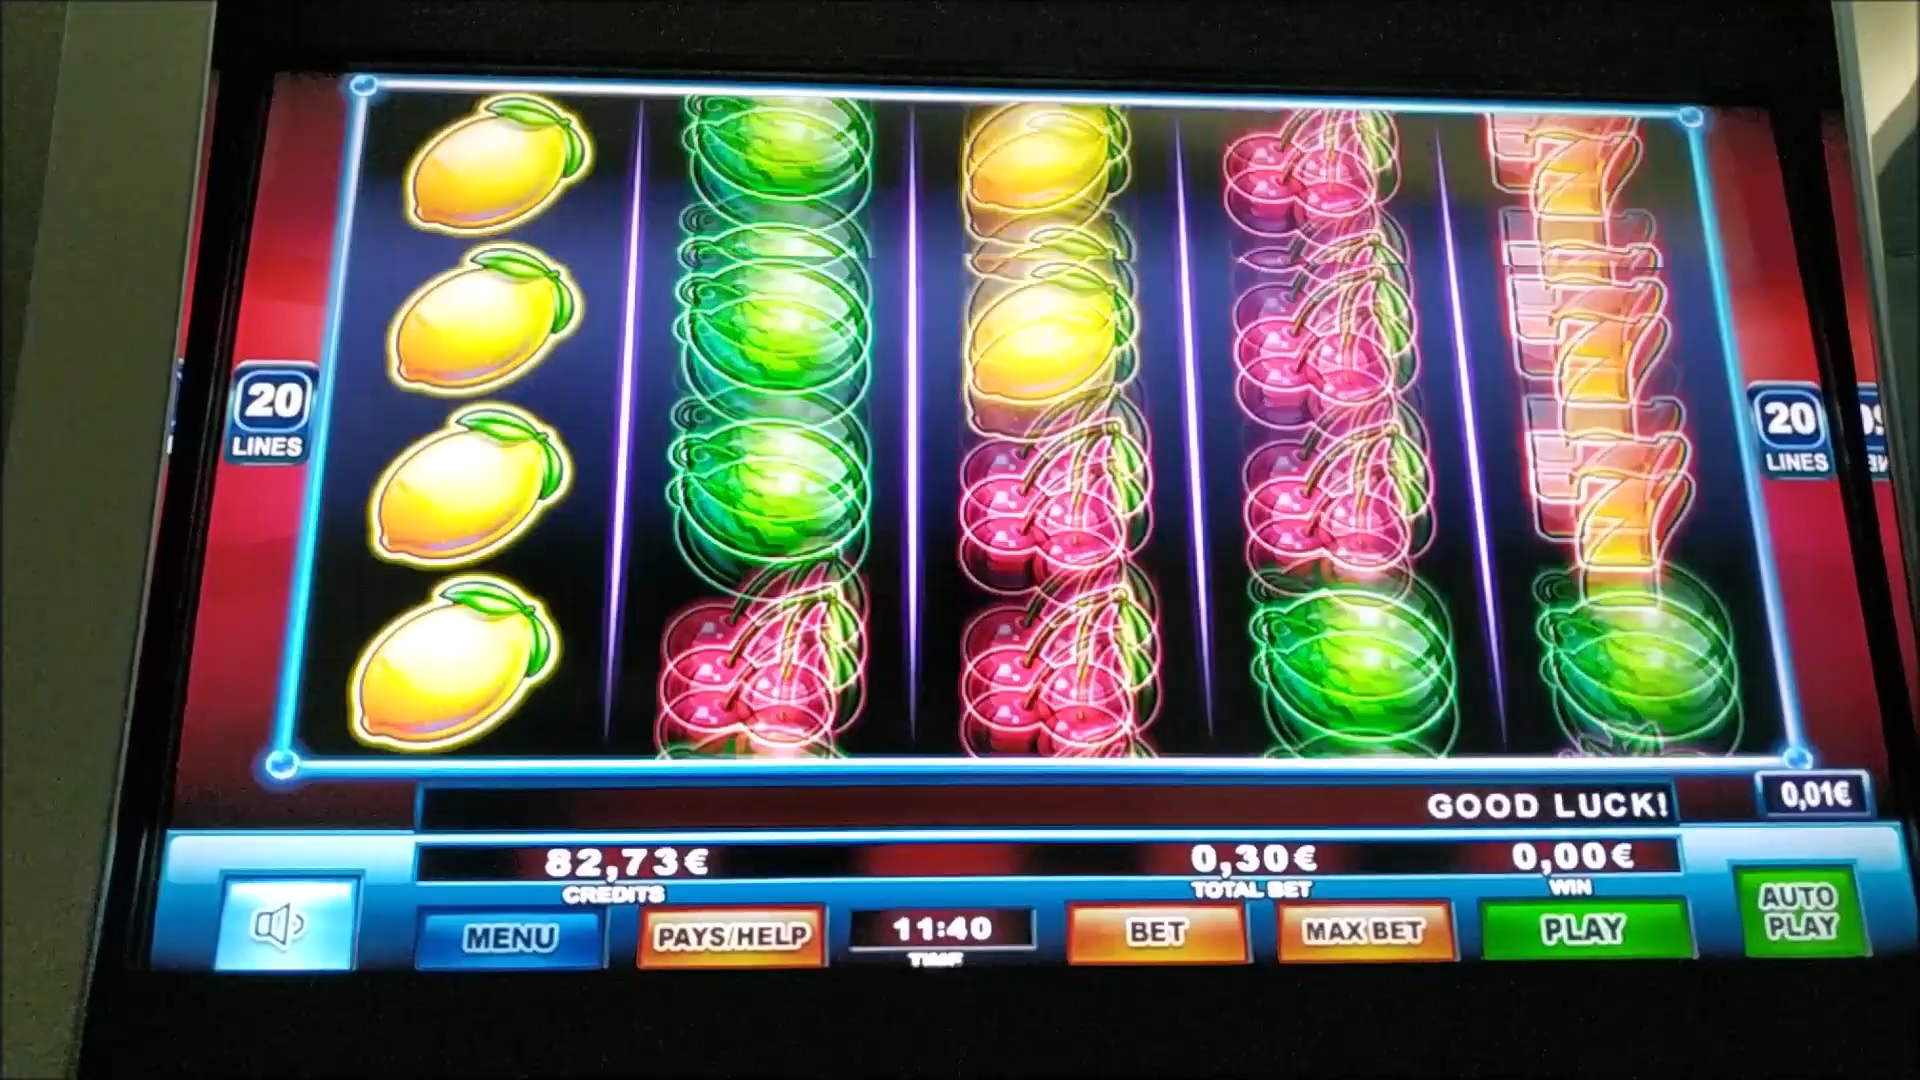 20
LINES
20
LINES
GOOD LUCK!
0,01€
82,73€
CREDITS
0,30€
TOTAL BET
0,00€
WIN
MENU
PAYS/HELP
11:40
TIME
BET
MAX BET
PLAY
AUTO
PLAY